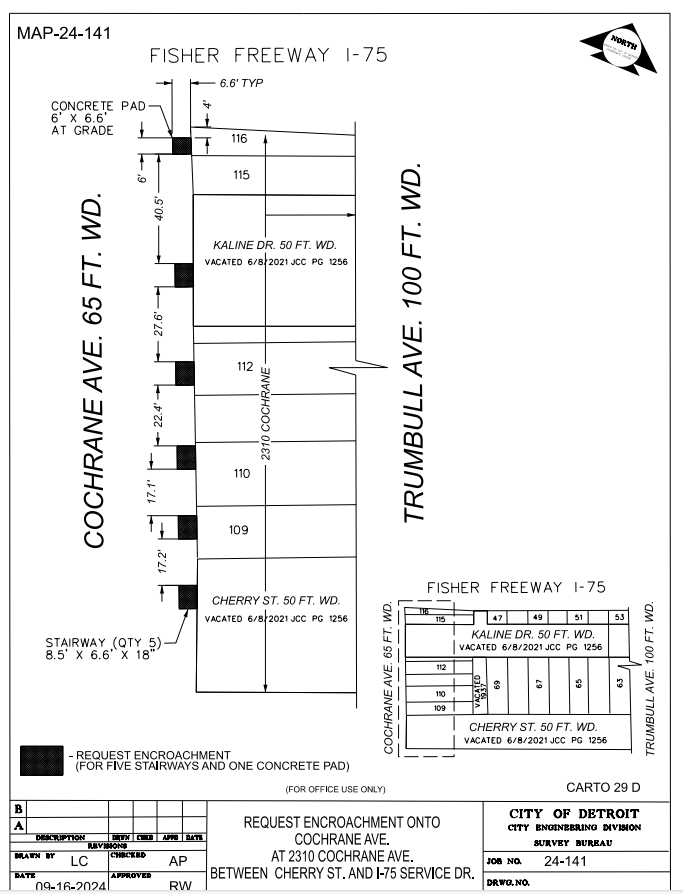 MAP-24-141
FISHER FREEWAY I-75
NORTH
6.6' TYP
CONCRETE PAD
6' X 6.6'
AT GRADE
4'
116
6'
115
40.5'
COCHRANE AVE. 65 FT. WD.
TRUMBULL AVE. 100 FT. WD.
KALINE DR. 50 FT. WD.
VACATED 6/8/2021 JCC PG 1256
27.6'
112
2310 COCHRANE
22.4'
110
17.1'
109
17.2'
CHERRY ST. 50 FT. WD.
VACATED 6/8/2021 JCC PG 1256
STAIRWAY (QTY 5)
8.5' X 6.6' X 18"
FISHER FREEWAY I-75
COCHRANE AVE. 65 FT. WD.
TRUMBULL AVE. 100 FT. WD.
116
115
47
49
51
53
KALINE DR. 50 FT. WD.
VACATED 6/8/2021 JCC PG 1256
112
110
109
VACATED
1937
69
67
65
63
CHERRY ST. 50 FT. WD.
VACATED 6/8/2021 JCC PG 1256
- REQUEST ENCROACHMENT
(FOR FIVE STAIRWAYS AND ONE CONCRETE PAD)
(FOR OFFICE USE ONLY)
CARTO 29 D
B
A
DESCRIPTION DRWN CHKD APPD DATE
REVISIONS
DRAWN BY LC CHECKED AP
DATE 09-16-2024 APPROVED RW
REQUEST ENCROACHMENT ONTO
COCHRANE AVE.
AT 2310 COCHRANE AVE.
BETWEEN CHERRY ST. AND I-75 SERVICE DR.
CITY OF DETROIT
CITY ENGINEERING DIVISION
SURVEY BUREAU
JOB NO. 24-141
DRWG. NO.